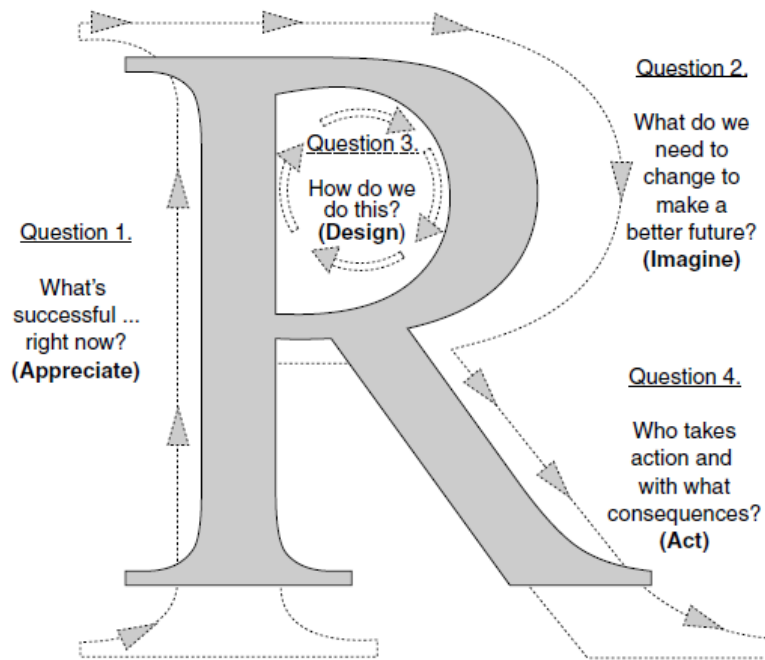 Question 1.
What's
successful ...
right now?
(Appreciate)
Question 2.
What do we
need to
change to
make a
better future?
(Imagine)
Question 3.
How do we
do this?
(Design)
Question 4.
Who takes
action and
with what
consequences?
(Act)
R